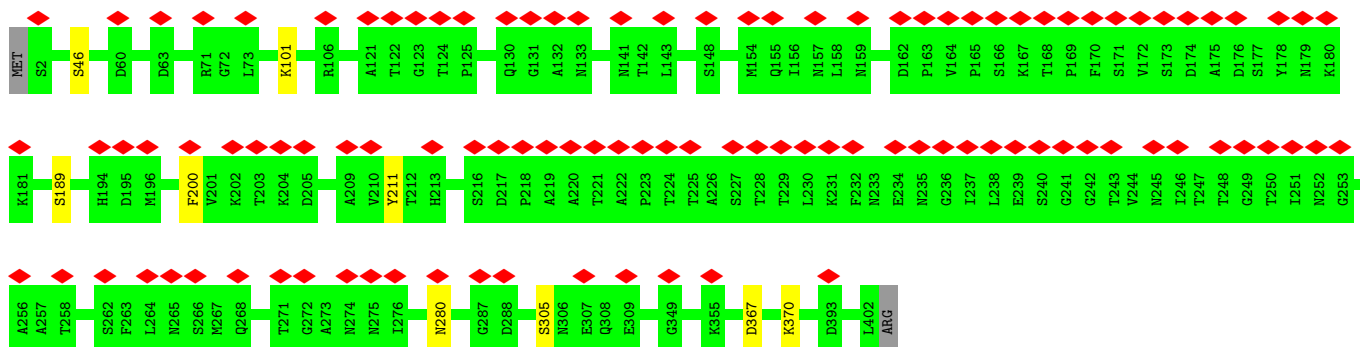 MET S2 S46 D60 D63 R71 G72 L73 K101 R106 A121 T122 G123 T124 P125 Q130 G131 A132 N133 N141 T142 L143 S148 M154 Q155 I156 N157 L158 N159 D162 P163 V164 P165 S166 K167 T168 P169 F170 S171 V172 S173 D174 A175 D176 S177 Y178 N179 K180
K181 S189 H194 D195 M196 F200 V201 K202 T203 K204 D205 A209 V210 Y211 T212 H213 S216 D217 P218 A219 A220 T221 A222 P223 T224 T225 A226 S227 T228 T229 L230 K231 F232 N233 E234 N235 G236 I237 L238 E239 S240 G241 G242 T243 V244 N245 I246 T247 T248 G249 T250 I251 N252 G253
A256 A257 T258 S262 F263 L264 N265 S266 M267 Q268 T271 G272 A273 N274 N275 I276 N280 G287 D288 S305 N306 E307 Q308 E309 G349 K355 D367 K370 D393 L402 ARG